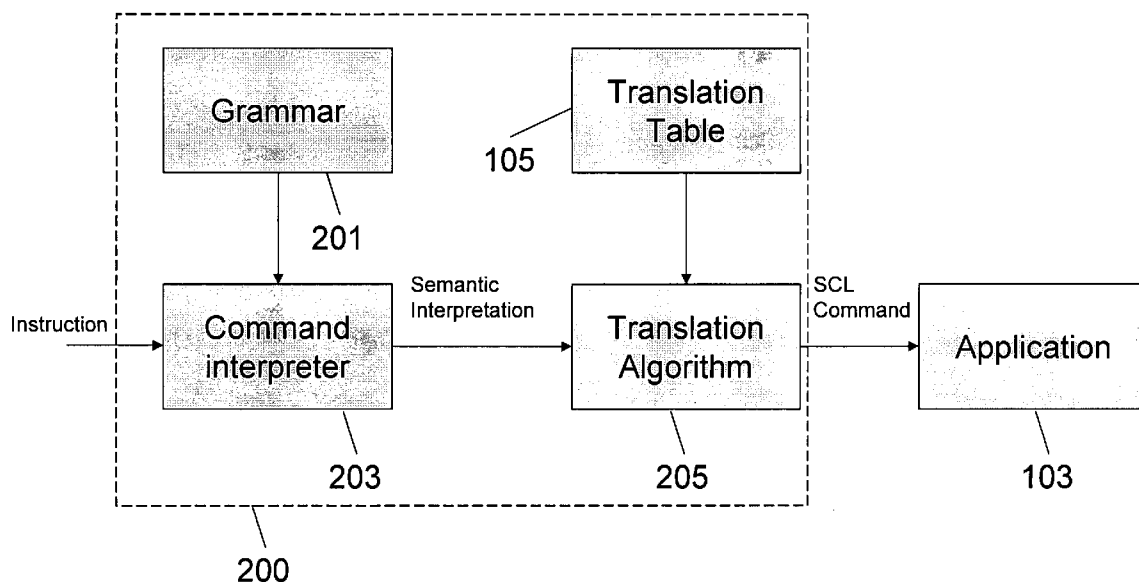 Grammar
Translation
Table
105
201
Instruction
Command
interpreter
Semantic
Interpretation
Translation
Algorithm
SCL
Command
Application
203
205
103
200